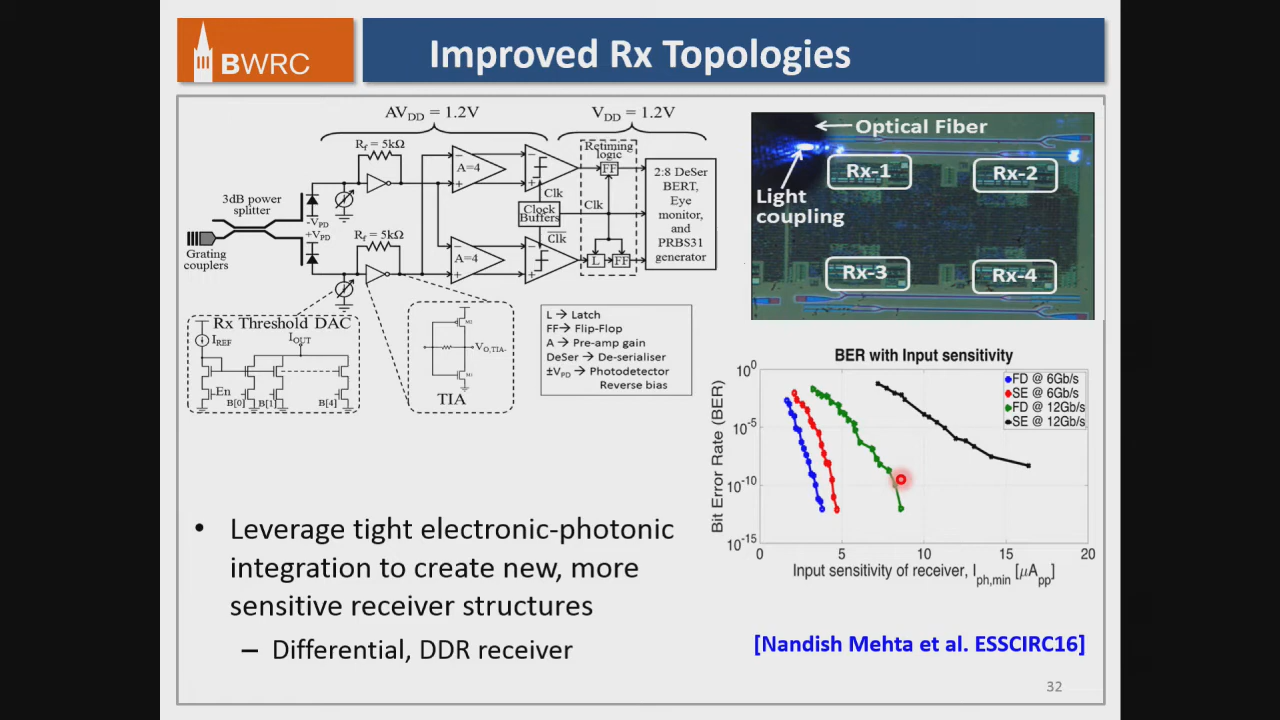 BWRC
Improved Rx Topologies
AVDD = 1.2V
VDD = 1.2V
Rf = 5kΩ
A=4
Retiming
logic
FF
3dB power
splitter
-VPD
+VPD
Grating
couplers
Clk
Clock
Buffers
Clk
Clk
2:8 DeSer
BERT,
Eye
monitor,
and
PRBS31
generator
Rf = 5kΩ
A=4
L
FF
Rx Threshold DAC
IREF
IOUT
En
B[0]
B[1]
B[4]
VO,TIA-
TIA
L → Latch
FF→ Flip-Flop
A → Pre-amp gain
DeSer → De-serialiser
±VPD → Photodetector
Reverse bias
Optical Fiber
Rx-1
Rx-2
Light
coupling
Rx-3
Rx-4
BER with Input sensitivity
Bit Error Rate (BER)
10^0
10^-5
10^-10
10^-15
FD @ 6Gb/s
SE @ 6Gb/s
FD @ 12Gb/s
SE @ 12Gb/s
0 5 10 15 20
Input sensitivity of receiver, Iph,min [μApp]
• Leverage tight electronic-photonic
integration to create new, more
sensitive receiver structures
– Differential, DDR receiver
[Nandish Mehta et al. ESSCIRC16]
32